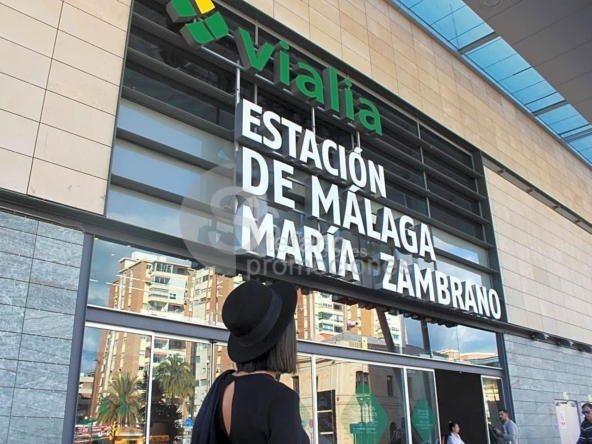 vialia
ESTACIÓN
DE MÁLAGA
MARÍA ZAMBRANO